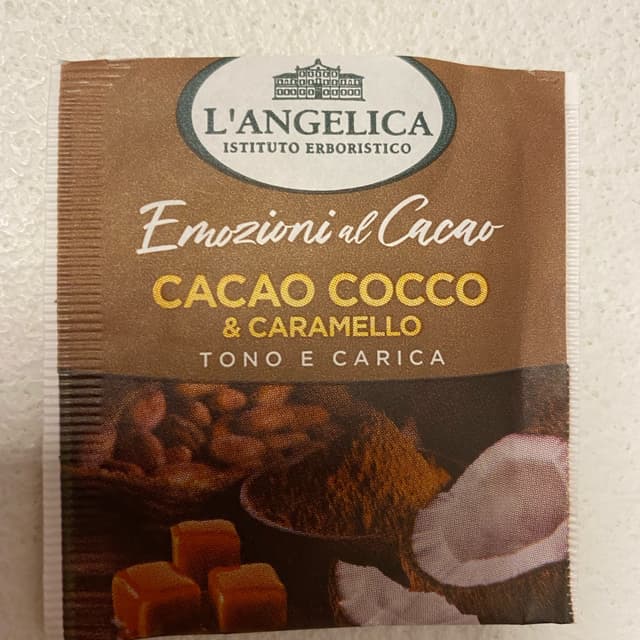 L'ANGELICA
ISTITUTO ERBORISTICO
Emozioni al Cacao
CACAO COCCO
& CARAMELLO
TONO E CARICA